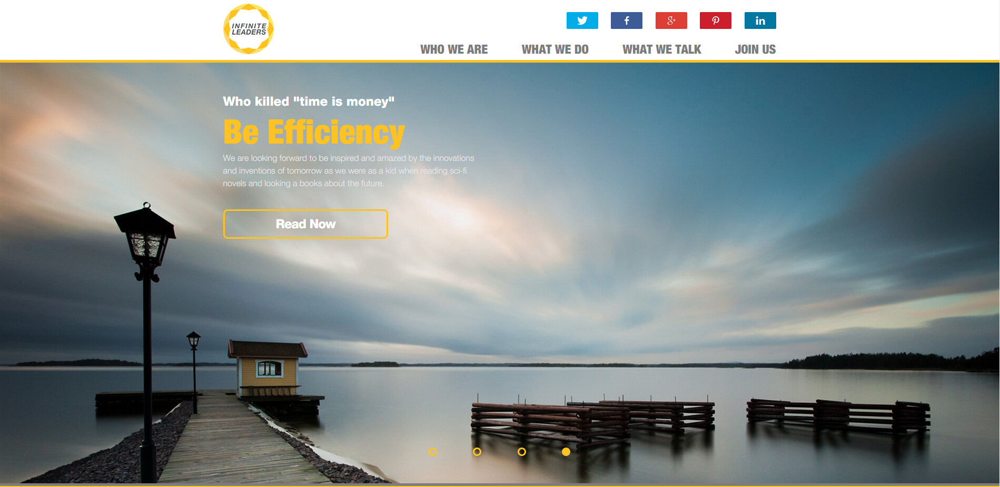 INFINITE
LEADERS
WHO WE ARE
WHAT WE DO
WHAT WE TALK
JOIN US
Who killed "time is money"
Be Efficiency
We are looking forward to be inspired and amazed by the innovations
and inventions of tomorrow as we were as a kid when reading sci-fi
novels and looking a books about the future.
Read Now